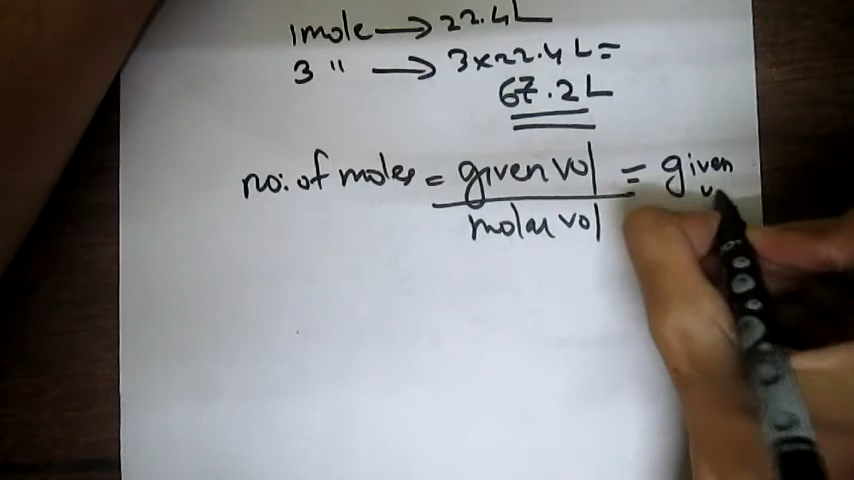 1mole → 22.4L
3 " → 3×22.4L=
67.2L
no: of moles = given vol = given
molar vol v